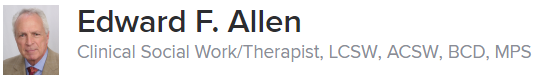 Edward F. Allen
Clinical Social Work/Therapist, LCSW, ACSW, BCD, MPS